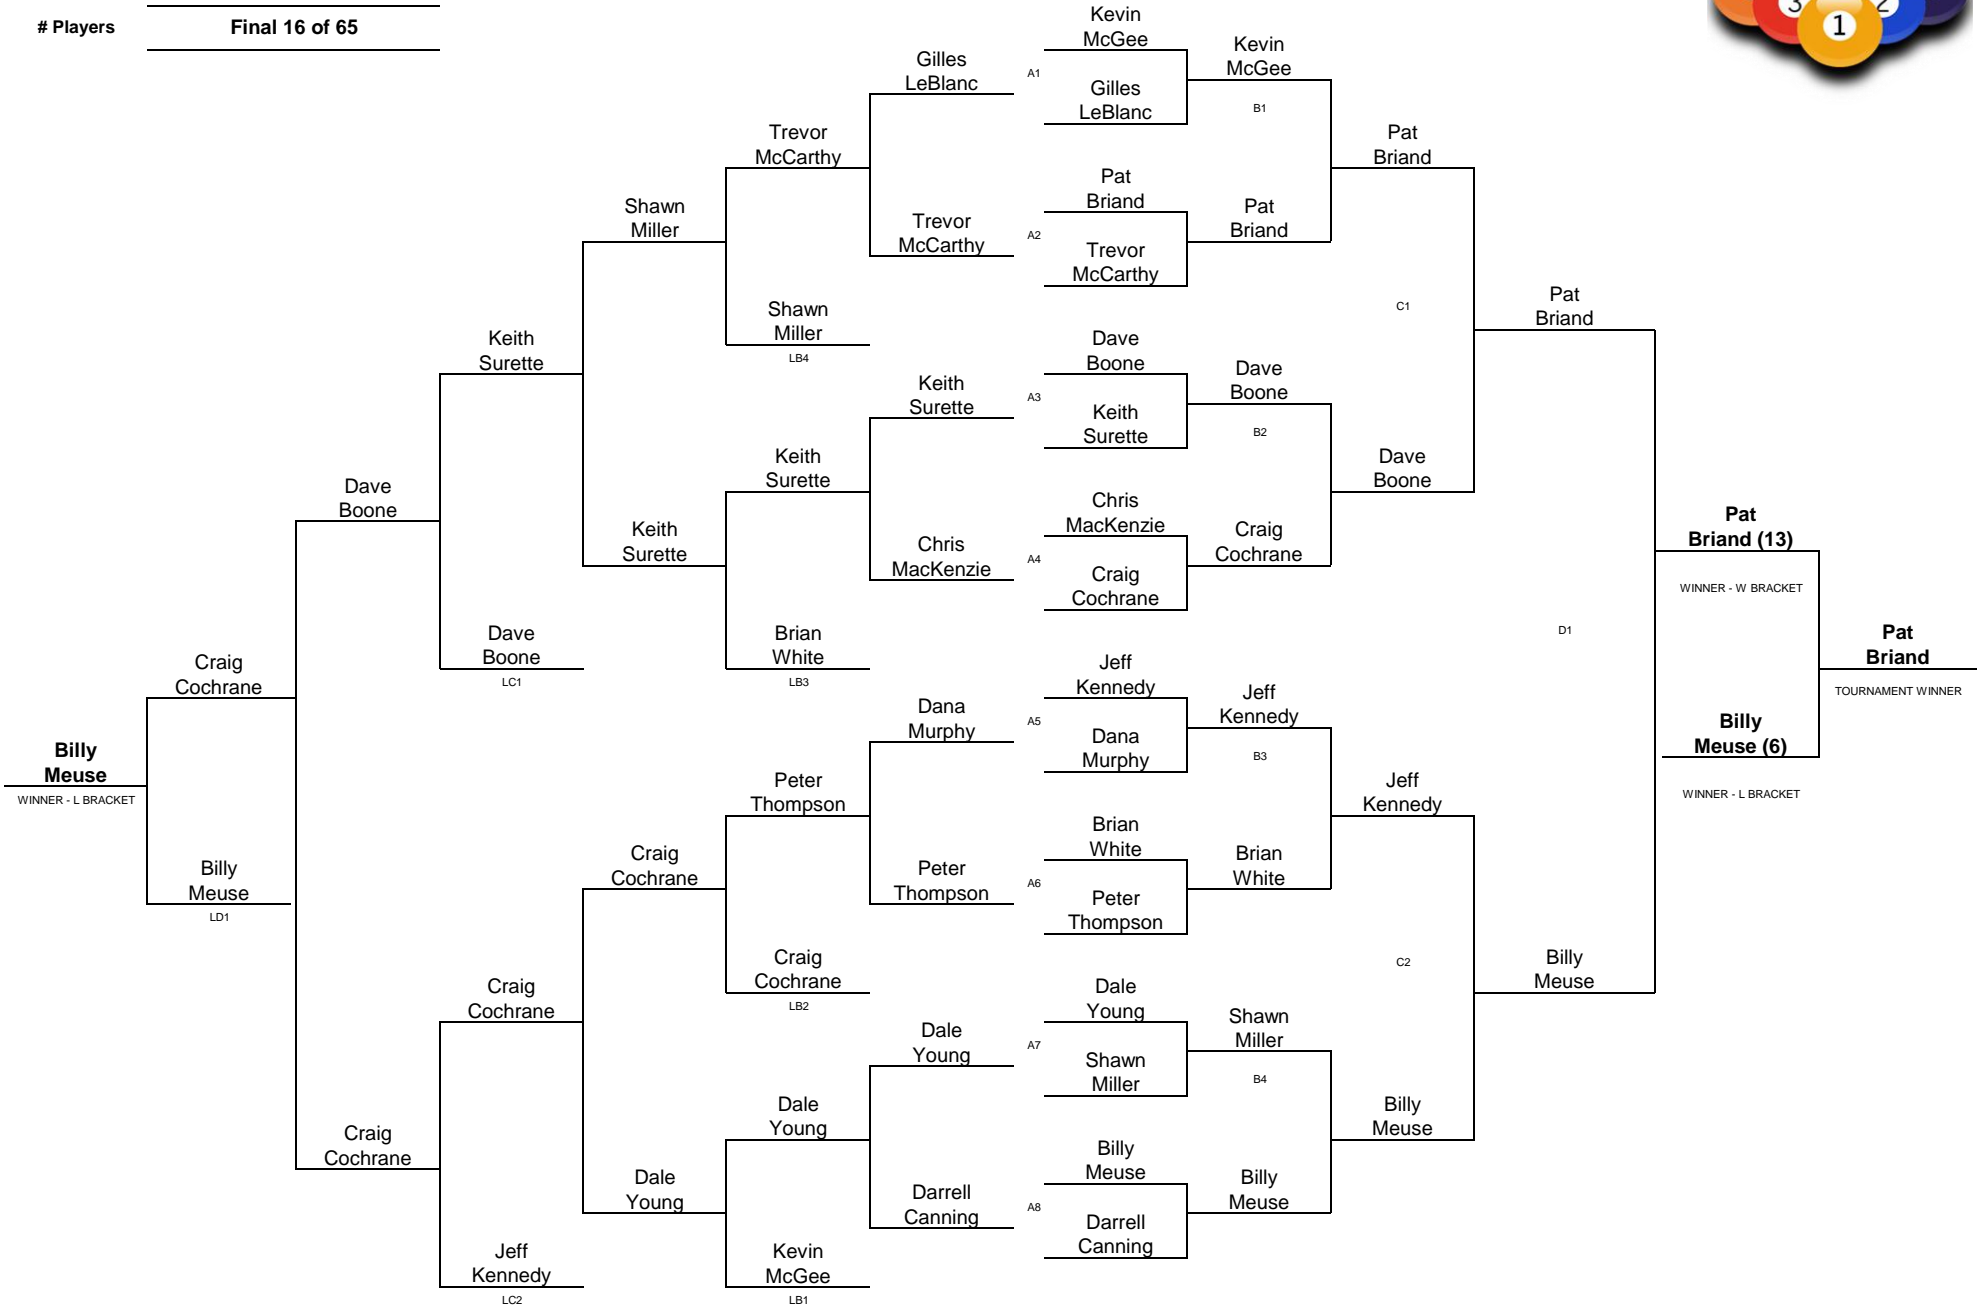 # Players
Final 16 of 65
3
2
1
Kevin
McGee
Gilles
LeBlanc
A1
Kevin
McGee
Gilles
LeBlanc
B1
Trevor
McCarthy
Pat
Briand
Pat
Briand
Shawn
Miller
Trevor
McCarthy
A2
Trevor
McCarthy
Pat
Briand
Shawn
Miller
LB4
C1
Pat
Briand
Keith
Surette
Dave
Boone
Keith
Surette
A3
Keith
Surette
Dave
Boone
B2
Keith
Surette
Dave
Boone
Dave
Boone
Chris
MacKenzie
Keith
Surette
Chris
MacKenzie
A4
Craig
Cochrane
Craig
Cochrane
Pat
Briand (13)
WINNER - W BRACKET
Dave
Boone
LC1
Brian
White
LB3
D1
Pat
Briand
TOURNAMENT WINNER
Craig
Cochrane
Jeff
Kennedy
Dana
Murphy
A5
Dana
Murphy
Jeff
Kennedy
B3
Billy
Meuse (6)
WINNER - L BRACKET
Billy
Meuse
WINNER - L BRACKET
Peter
Thompson
Jeff
Kennedy
Brian
White
Craig
Cochrane
Peter
Thompson
A6
Peter
Thompson
Brian
White
Billy
Meuse
LD1
Craig
Cochrane
LB2
C2
Billy
Meuse
Craig
Cochrane
Dale
Young
Dale
Young
A7
Shawn
Miller
Shawn
Miller
B4
Dale
Young
Billy
Meuse
Craig
Cochrane
Billy
Meuse
Dale
Young
Darrell
Canning
A8
Darrell
Canning
Billy
Meuse
Jeff
Kennedy
LC2
Kevin
McGee
LB1